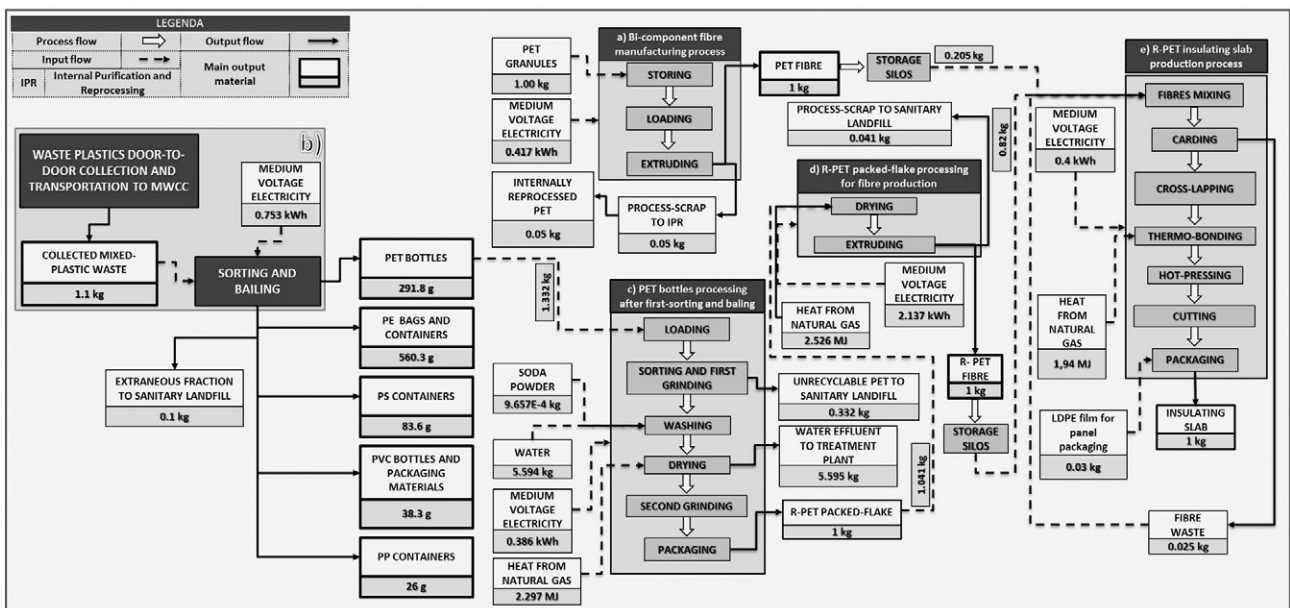 LEGENDA
Process flow
Output flow
Input flow
Main output
material
IPR
Internal Purification and
Reprocessing
b)
WASTE PLASTICS DOOR-TO-
DOOR COLLECTION AND
TRANSPORTATION TO MWCC
MEDIUM
VOLTAGE
ELECTRICITY
0.753 kWh
COLLECTED MIXED-
PLASTIC WASTE
1.1 kg
SORTING AND
BAILING
EXTRANEOUS FRACTION
TO SANITARY LANDFILL
0.1 kg
PET BOTTLES
291.8 g
PE BAGS AND
CONTAINERS
560.3 g
PS CONTAINERS
83.6 g
PVC BOTTLES AND
PACKAGING
MATERIALS
38.3 g
PP CONTAINERS
26 g
a) Bi-component fibre
manufacturing process
PET
GRANULES
1.00 kg
MEDIUM
VOLTAGE
ELECTRICITY
0.417 kWh
STORING
LOADING
EXTRUDING
INTERNALLY
REPROCESSED
PET
0.05 kg
PROCESS-SCRAP
TO IPR
0.05 kg
PET FIBRE
1 kg
STORAGE
SILOS
0.205 kg
PROCESS-SCRAP TO SANITARY
LANDFILL
0.041 kg
0.82 kg
d) R-PET packed-flake processing
for fibre production
DRYING
EXTRUDING
HEAT FROM
NATURAL GAS
2.526 MJ
MEDIUM
VOLTAGE
ELECTRICITY
2.137 kWh
R- PET
FIBRE
1 kg
STORAGE
SILOS
1.332 kg
c) PET bottles processing
after first-sorting and baling
LOADING
SORTING AND FIRST
GRINDING
WASHING
DRYING
SECOND GRINDING
PACKAGING
SODA
POWDER
9.657E-4 kg
WATER
5.594 kg
MEDIUM
VOLTAGE
ELECTRICITY
0.386 kWh
HEAT FROM
NATURAL GAS
2.297 MJ
UNRECYCLABLE PET TO
SANITARY LANDFILL
0.332 kg
WATER EFFLUENT
TO TREATMENT
PLANT
5.595 kg
R-PET PACKED-FLAKE
1 kg
1.041 kg
e) R-PET insulating slab
production process
FIBRES MIXING
CARDING
CROSS-LAPPING
THERMO-BONDING
HOT-PRESSING
CUTTING
PACKAGING
MEDIUM
VOLTAGE
ELECTRICITY
0.4 kWh
HEAT
FROM
NATURAL
GAS
1,94 MJ
LDPE film for
panel
packaging
0.03 kg
INSULATING
SLAB
1 kg
FIBRE
WASTE
0.025 kg